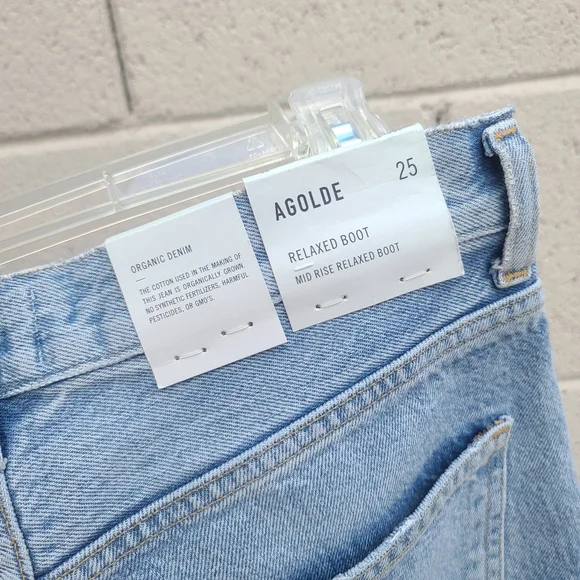 AGOLDE 25
RELAXED BOOT
MID RISE RELAXED BOOT
ORGANIC DENIM
THE COTTON USED IN THE MAKING OF
THIS JEAN IS ORGANICALLY GROWN.
NO SYNTHETIC FERTILIZERS, HARMFUL
PESTICIDES, OR GMO'S.